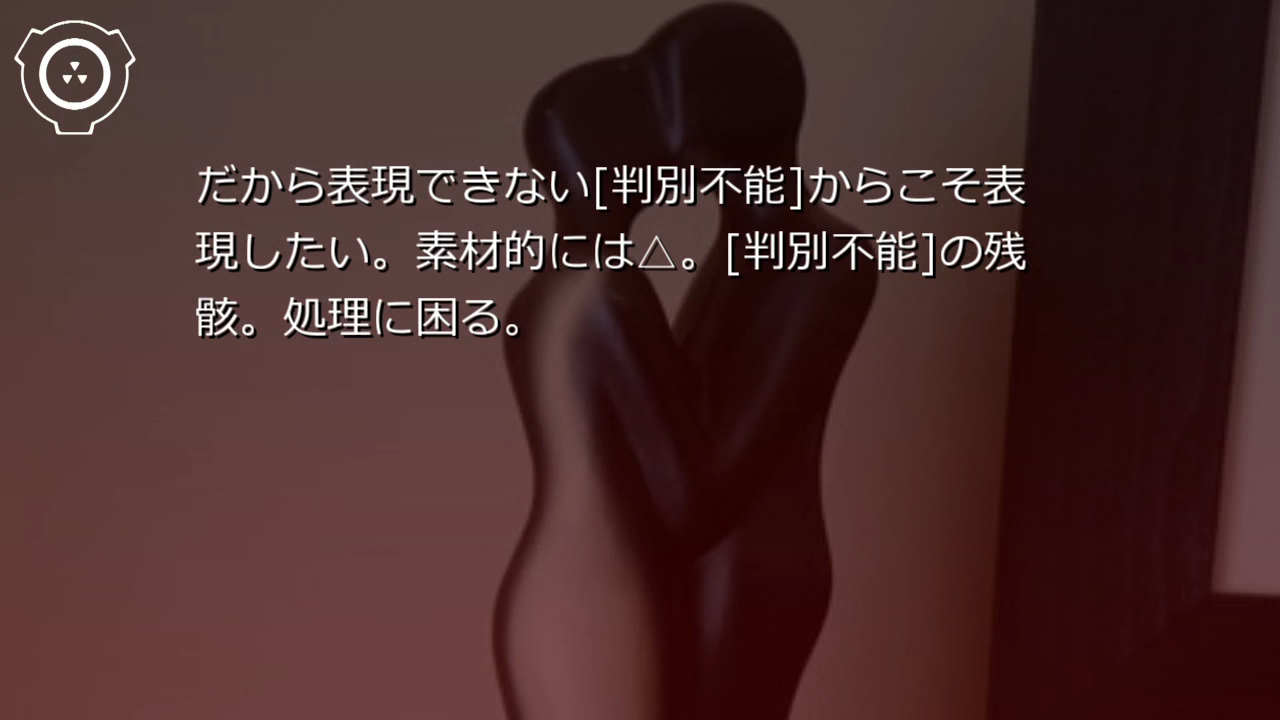 だから表現できない[判別不能]からこそ表
現したい。素材的には△。[判別不能]の残
骸。処理に困る。